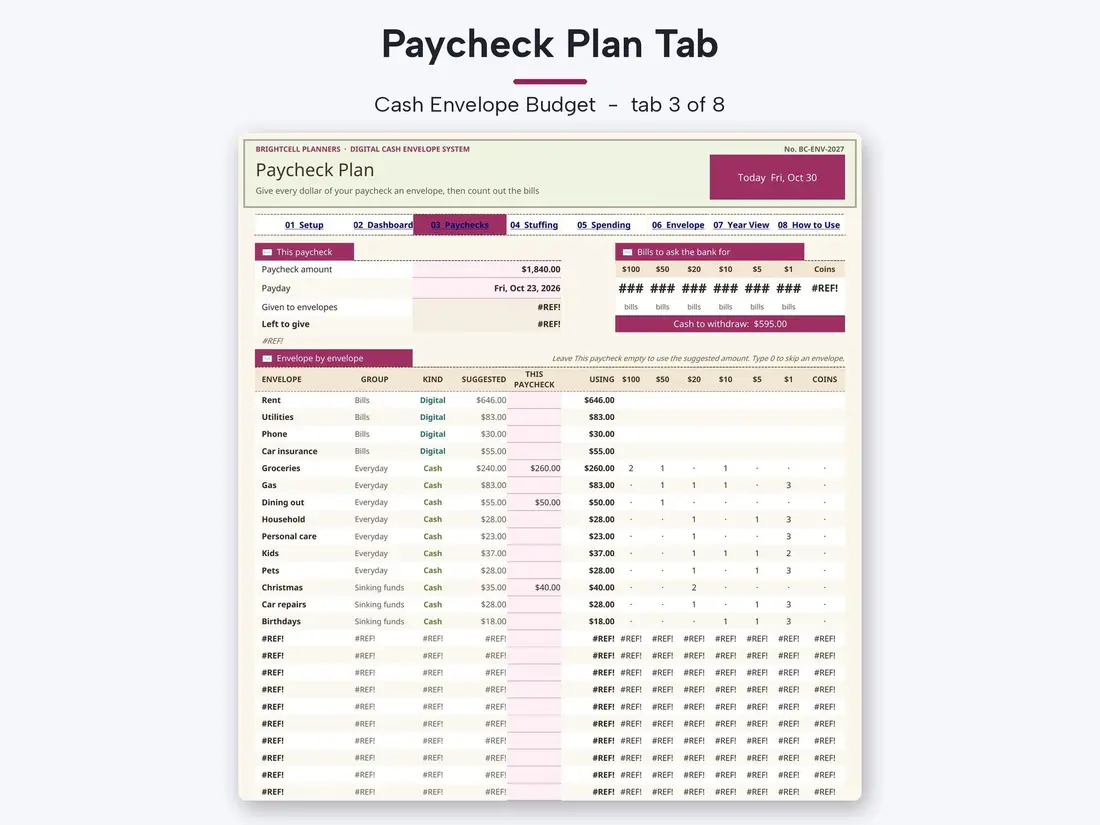 Paycheck Plan Tab
Cash Envelope Budget – tab 3 of 8
BRIGHTCELL PLANNERS · DIGITAL CASH ENVELOPE SYSTEM No. BC-ENV-2027
Paycheck Plan
Today Fri, Oct 30
Give every dollar of your paycheck an envelope, then count out the bills
01 Setup 02 Dashboard 03 Paychecks 04 Stuffing 05 Spending 06 Envelope 07 Year View 08 How to Use
✉ This paycheck ✉ Bills to ask the bank for
Paycheck amount $1,840.00 $100 $50 $20 $10 $5 $1 Coins
Payday Fri, Oct 23, 2026 ### ### ### ### ### ### #REF!
Given to envelopes #REF! bills bills bills bills bills bills
Left to give #REF! Cash to withdraw: $595.00
#REF!
✉ Envelope by envelope Leave This paycheck empty to use the suggested amount. Type 0 to skip an envelope.
ENVELOPE GROUP KIND SUGGESTED THIS PAYCHECK USING $100 $50 $20 $10 $5 $1 COINS
Rent Bills Digital $646.00 $646.00
Utilities Bills Digital $83.00 $83.00
Phone Bills Digital $30.00 $30.00
Car insurance Bills Digital $55.00 $55.00
Groceries Everyday Cash $240.00 $260.00 $260.00 2 1 · 1 · · ·
Gas Everyday Cash $83.00 $83.00 · 1 1 1 · 3 ·
Dining out Everyday Cash $55.00 $50.00 $50.00 · 1 · · · · ·
Household Everyday Cash $28.00 $28.00 · · 1 · 1 3 ·
Personal care Everyday Cash $23.00 $23.00 · · 1 · · 3 ·
Kids Everyday Cash $37.00 $37.00 · · 1 1 1 2 ·
Pets Everyday Cash $28.00 $28.00 · · 1 · 1 3 ·
Christmas Sinking funds Cash $35.00 $40.00 $40.00 · · 2 · · · ·
Car repairs Sinking funds Cash $28.00 $28.00 · · 1 · 1 3 ·
Birthdays Sinking funds Cash $18.00 $18.00 · · · 1 1 3 ·
#REF! #REF! #REF! #REF! #REF! #REF! #REF! #REF! #REF! #REF! #REF! #REF!
#REF! #REF! #REF! #REF! #REF! #REF! #REF! #REF! #REF! #REF! #REF! #REF!
#REF! #REF! #REF! #REF! #REF! #REF! #REF! #REF! #REF! #REF! #REF! #REF!
#REF! #REF! #REF! #REF! #REF! #REF! #REF! #REF! #REF! #REF! #REF! #REF!
#REF! #REF! #REF! #REF! #REF! #REF! #REF! #REF! #REF! #REF! #REF! #REF!
#REF! #REF! #REF! #REF! #REF! #REF! #REF! #REF! #REF! #REF! #REF! #REF!
#REF! #REF! #REF! #REF! #REF! #REF! #REF! #REF! #REF! #REF! #REF! #REF!
#REF! #REF! #REF! #REF! #REF! #REF! #REF! #REF! #REF! #REF! #REF! #REF!
#REF! #REF! #REF! #REF! #REF! #REF! #REF! #REF! #REF! #REF! #REF! #REF!
#REF! #REF! #REF! #REF! #REF! #REF! #REF! #REF! #REF! #REF! #REF! #REF!